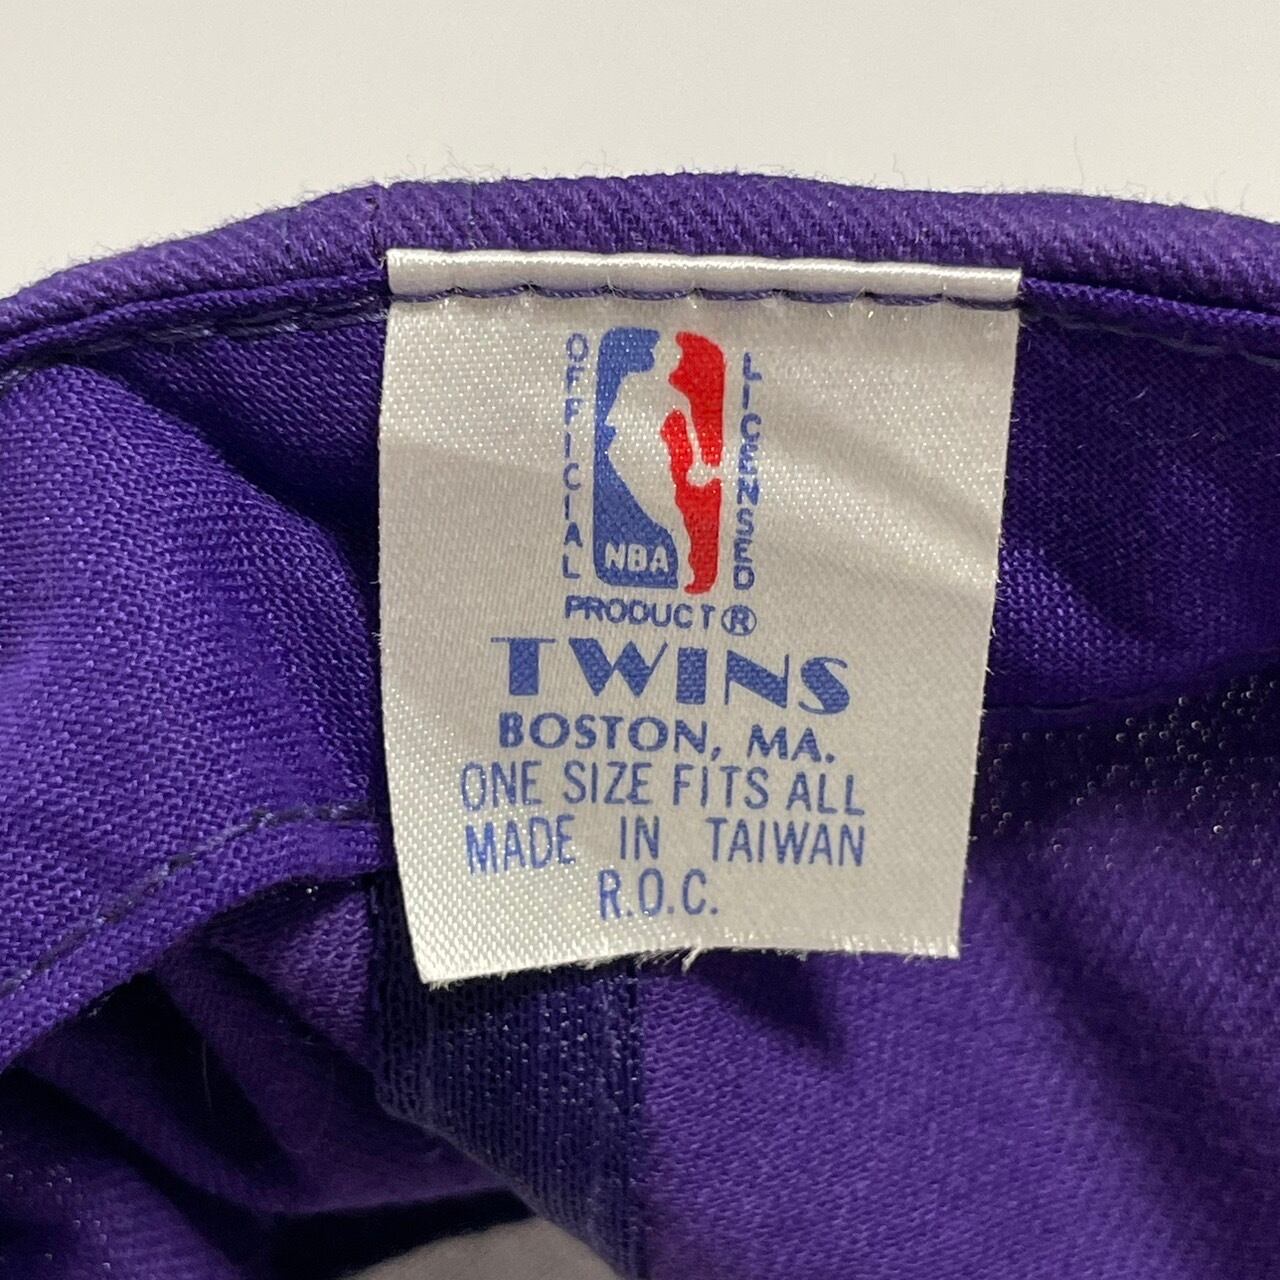 OFFICIAL
LICENSED
NBA
PRODUCT ®
TWINS
BOSTON, MA.
ONE SIZE FITS ALL
MADE IN TAIWAN
R.O.C.